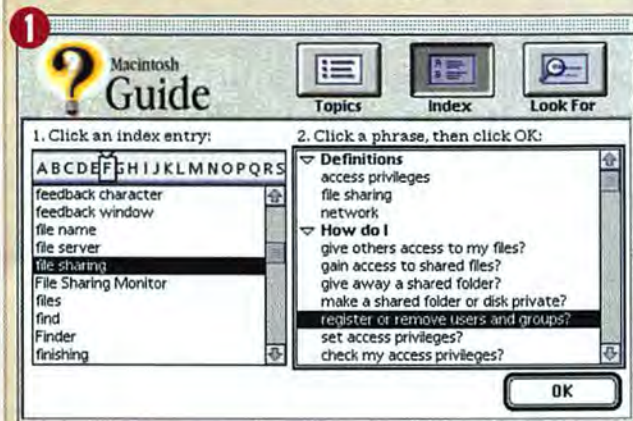 1
Macintosh
Guide
Topics
Index
Look For
1. Click an index entry:
2. Click a phrase, then click OK:
A B C D E F G H I J K L M N O P Q R S
feedback character
feedback window
file name
file server
file sharing
File Sharing Monitor
files
find
Finder
finishing
Definitions
access privileges
file sharing
network
How do I
give others access to my files?
gain access to shared files?
give away a shared folder?
make a shared folder or disk private?
register or remove users and groups?
set access privileges?
check my access privileges?
OK